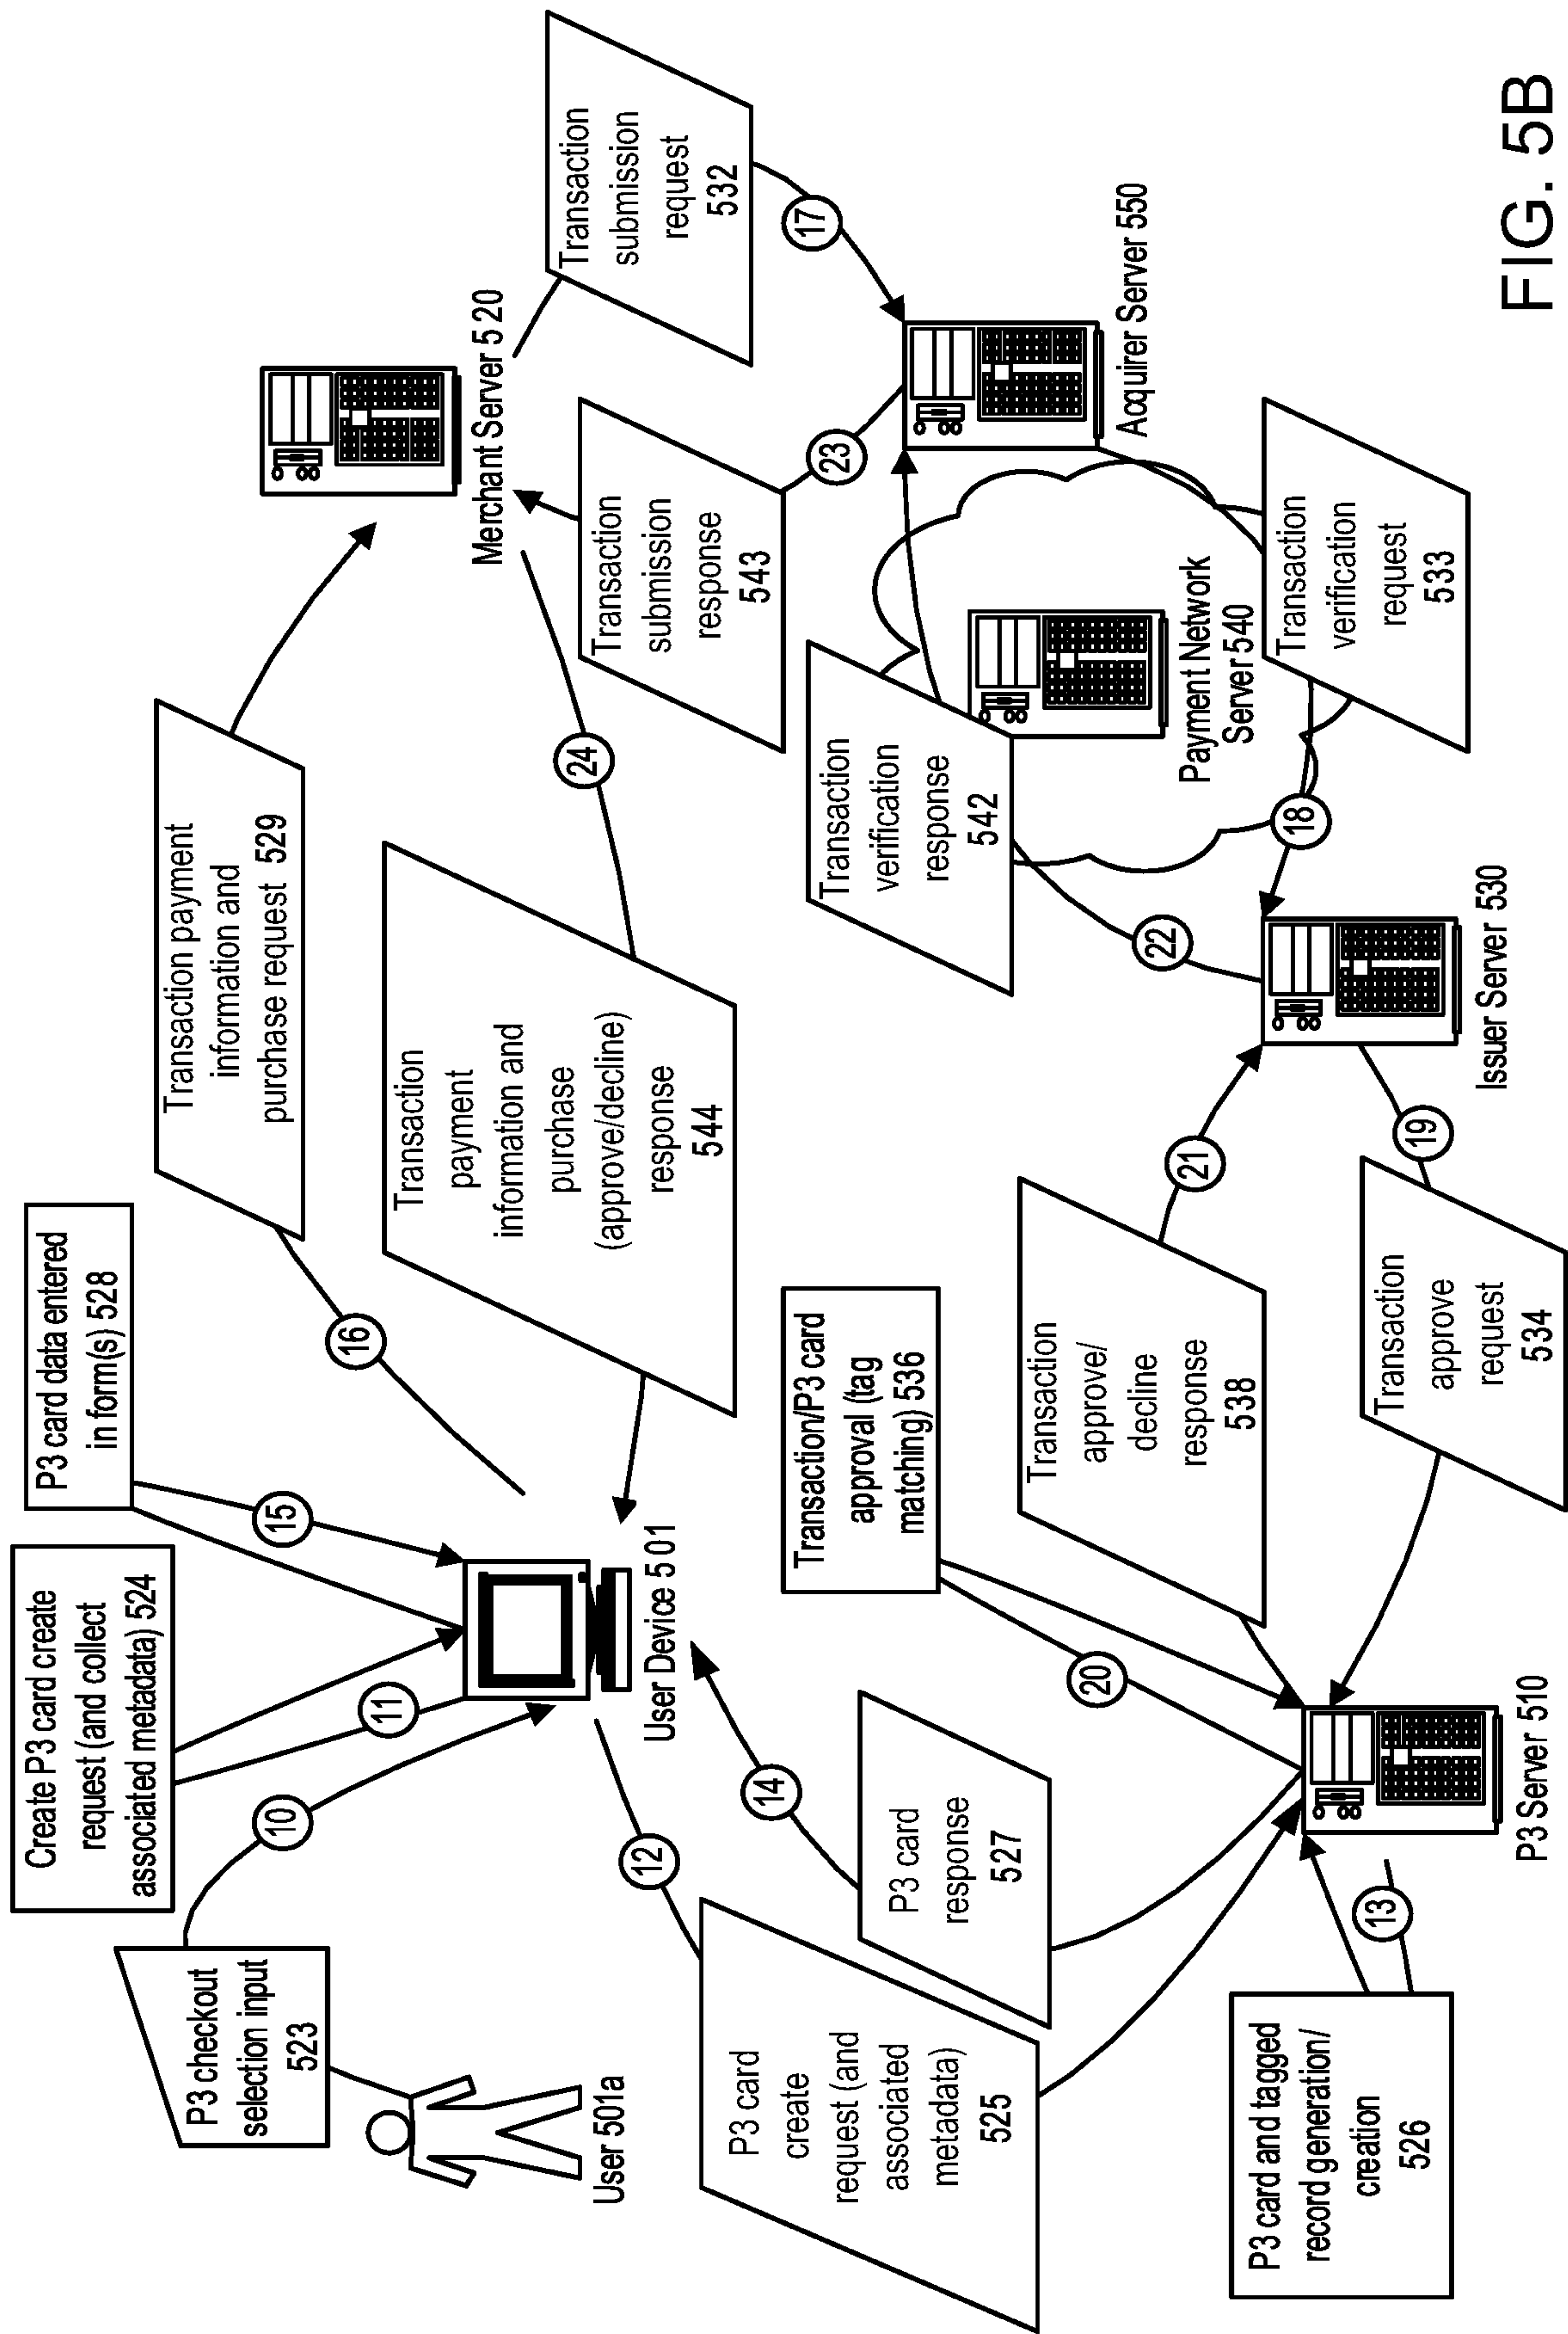 P3 checkout
selection input
523
User 501a
10
Create P3 card create
request (and collect
associated metadata) 524
11
P3 card data entered
in form(s) 528
15
User Device 501
12
P3 card
create
request (and
associated
metadata)
525
P3 card and tagged
record generation/
creation
526
13
P3 Server 510
P3 card
response
527
14
16
Transaction payment
information and
purchase request 529
Merchant Server 520
Transaction
submission
request
532
17
Acquirer Server 550
Transaction
verification
request
533
18
Payment Network
Server 540
Issuer Server 530
19
Transaction
approve
request
534
Transaction/P3 card
approval (tag
matching) 536
20
Transaction
approve/
decline
response
538
21
22
Transaction
verification
response
542
23
Transaction
submission
response
543
24
Transaction
payment
information and
purchase
(approve/decline)
response
544
FIG. 5B